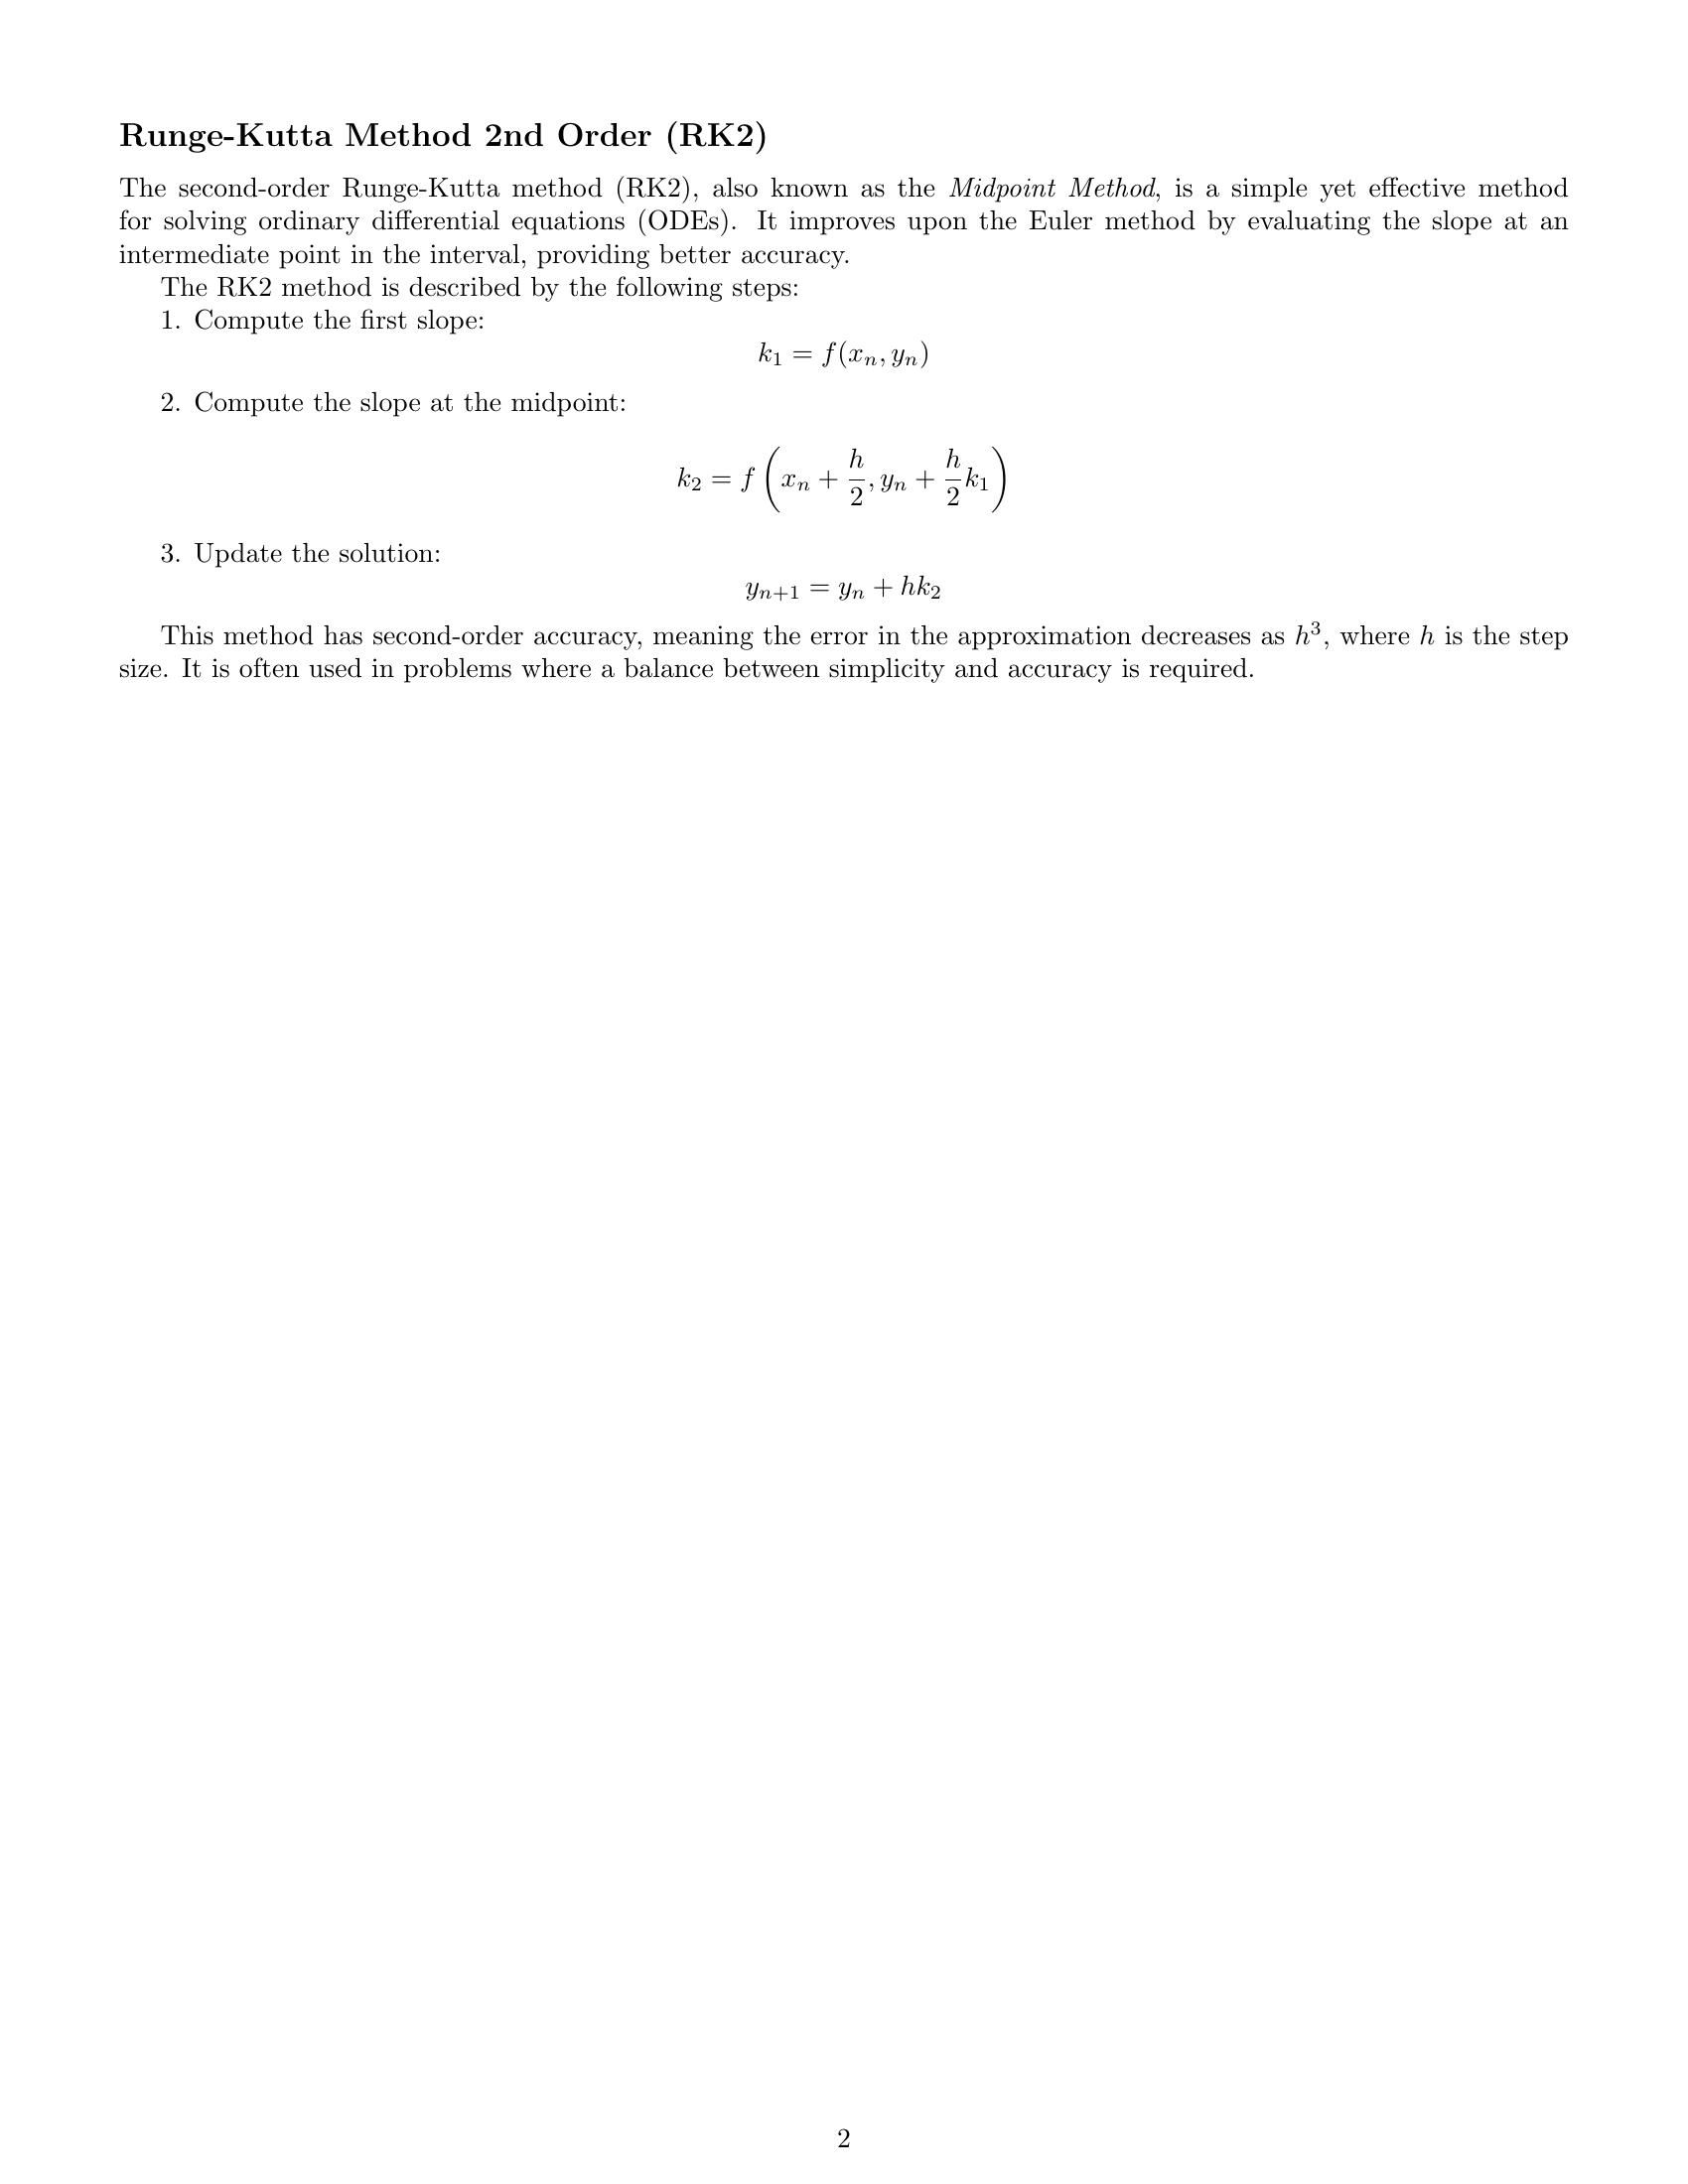 Runge-Kutta Method 2nd Order (RK2)
The second-order Runge-Kutta method (RK2), also known as the Midpoint Method, is a simple yet effective method
for solving ordinary differential equations (ODEs). It improves upon the Euler method by evaluating the slope at an
intermediate point in the interval, providing better accuracy.
The RK2 method is described by the following steps:
1. Compute the first slope:
$k_1 = f(x_n, y_n)$
2. Compute the slope at the midpoint:
$k_2 = f\left(x_n + \frac{h}{2}, y_n + \frac{h}{2}k_1\right)$
3. Update the solution:
$y_{n+1} = y_n + hk_2$
This method has second-order accuracy, meaning the error in the approximation decreases as $h^3$, where $h$ is the step
size. It is often used in problems where a balance between simplicity and accuracy is required.
2